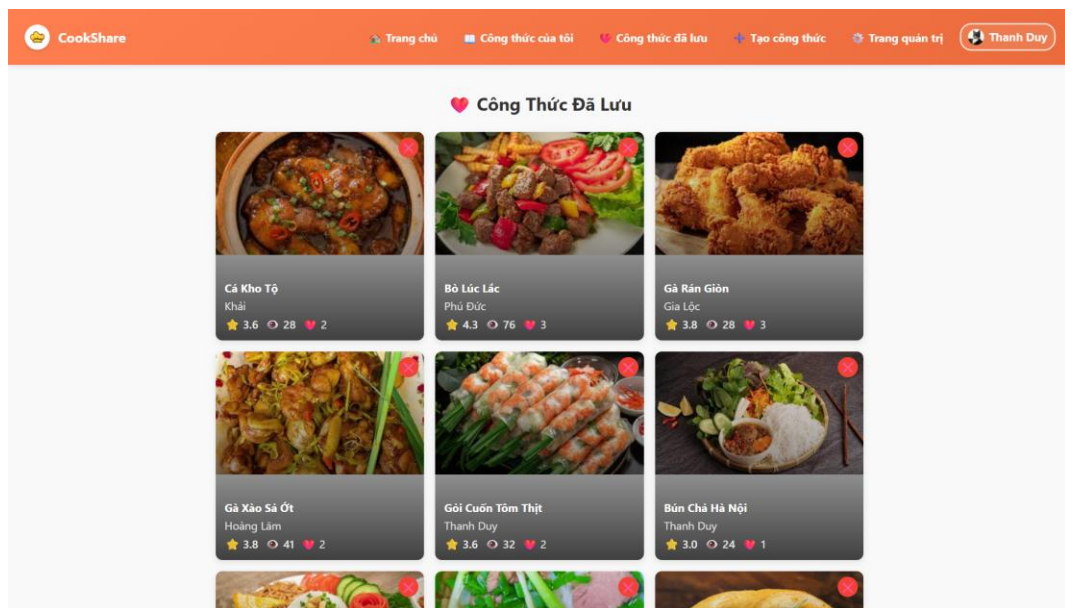 CookShare
Trang chủ
Công thức của tôi
Công thức đã lưu
Tạo công thức
Trang quản trị
Thanh Duy
Công Thức Đã Lưu
Cá Kho Tộ
Khải
3.6 28 2
Bò Lúc Lắc
Phú Đức
4.3 76 3
Gà Rán Giòn
Gia Lộc
3.8 28 3
Gà Xào Sả Ớt
Hoàng Lâm
3.8 41 2
Gỏi Cuốn Tôm Thịt
Thanh Duy
3.6 32 2
Bún Chả Hà Nội
Thanh Duy
3.0 24 1